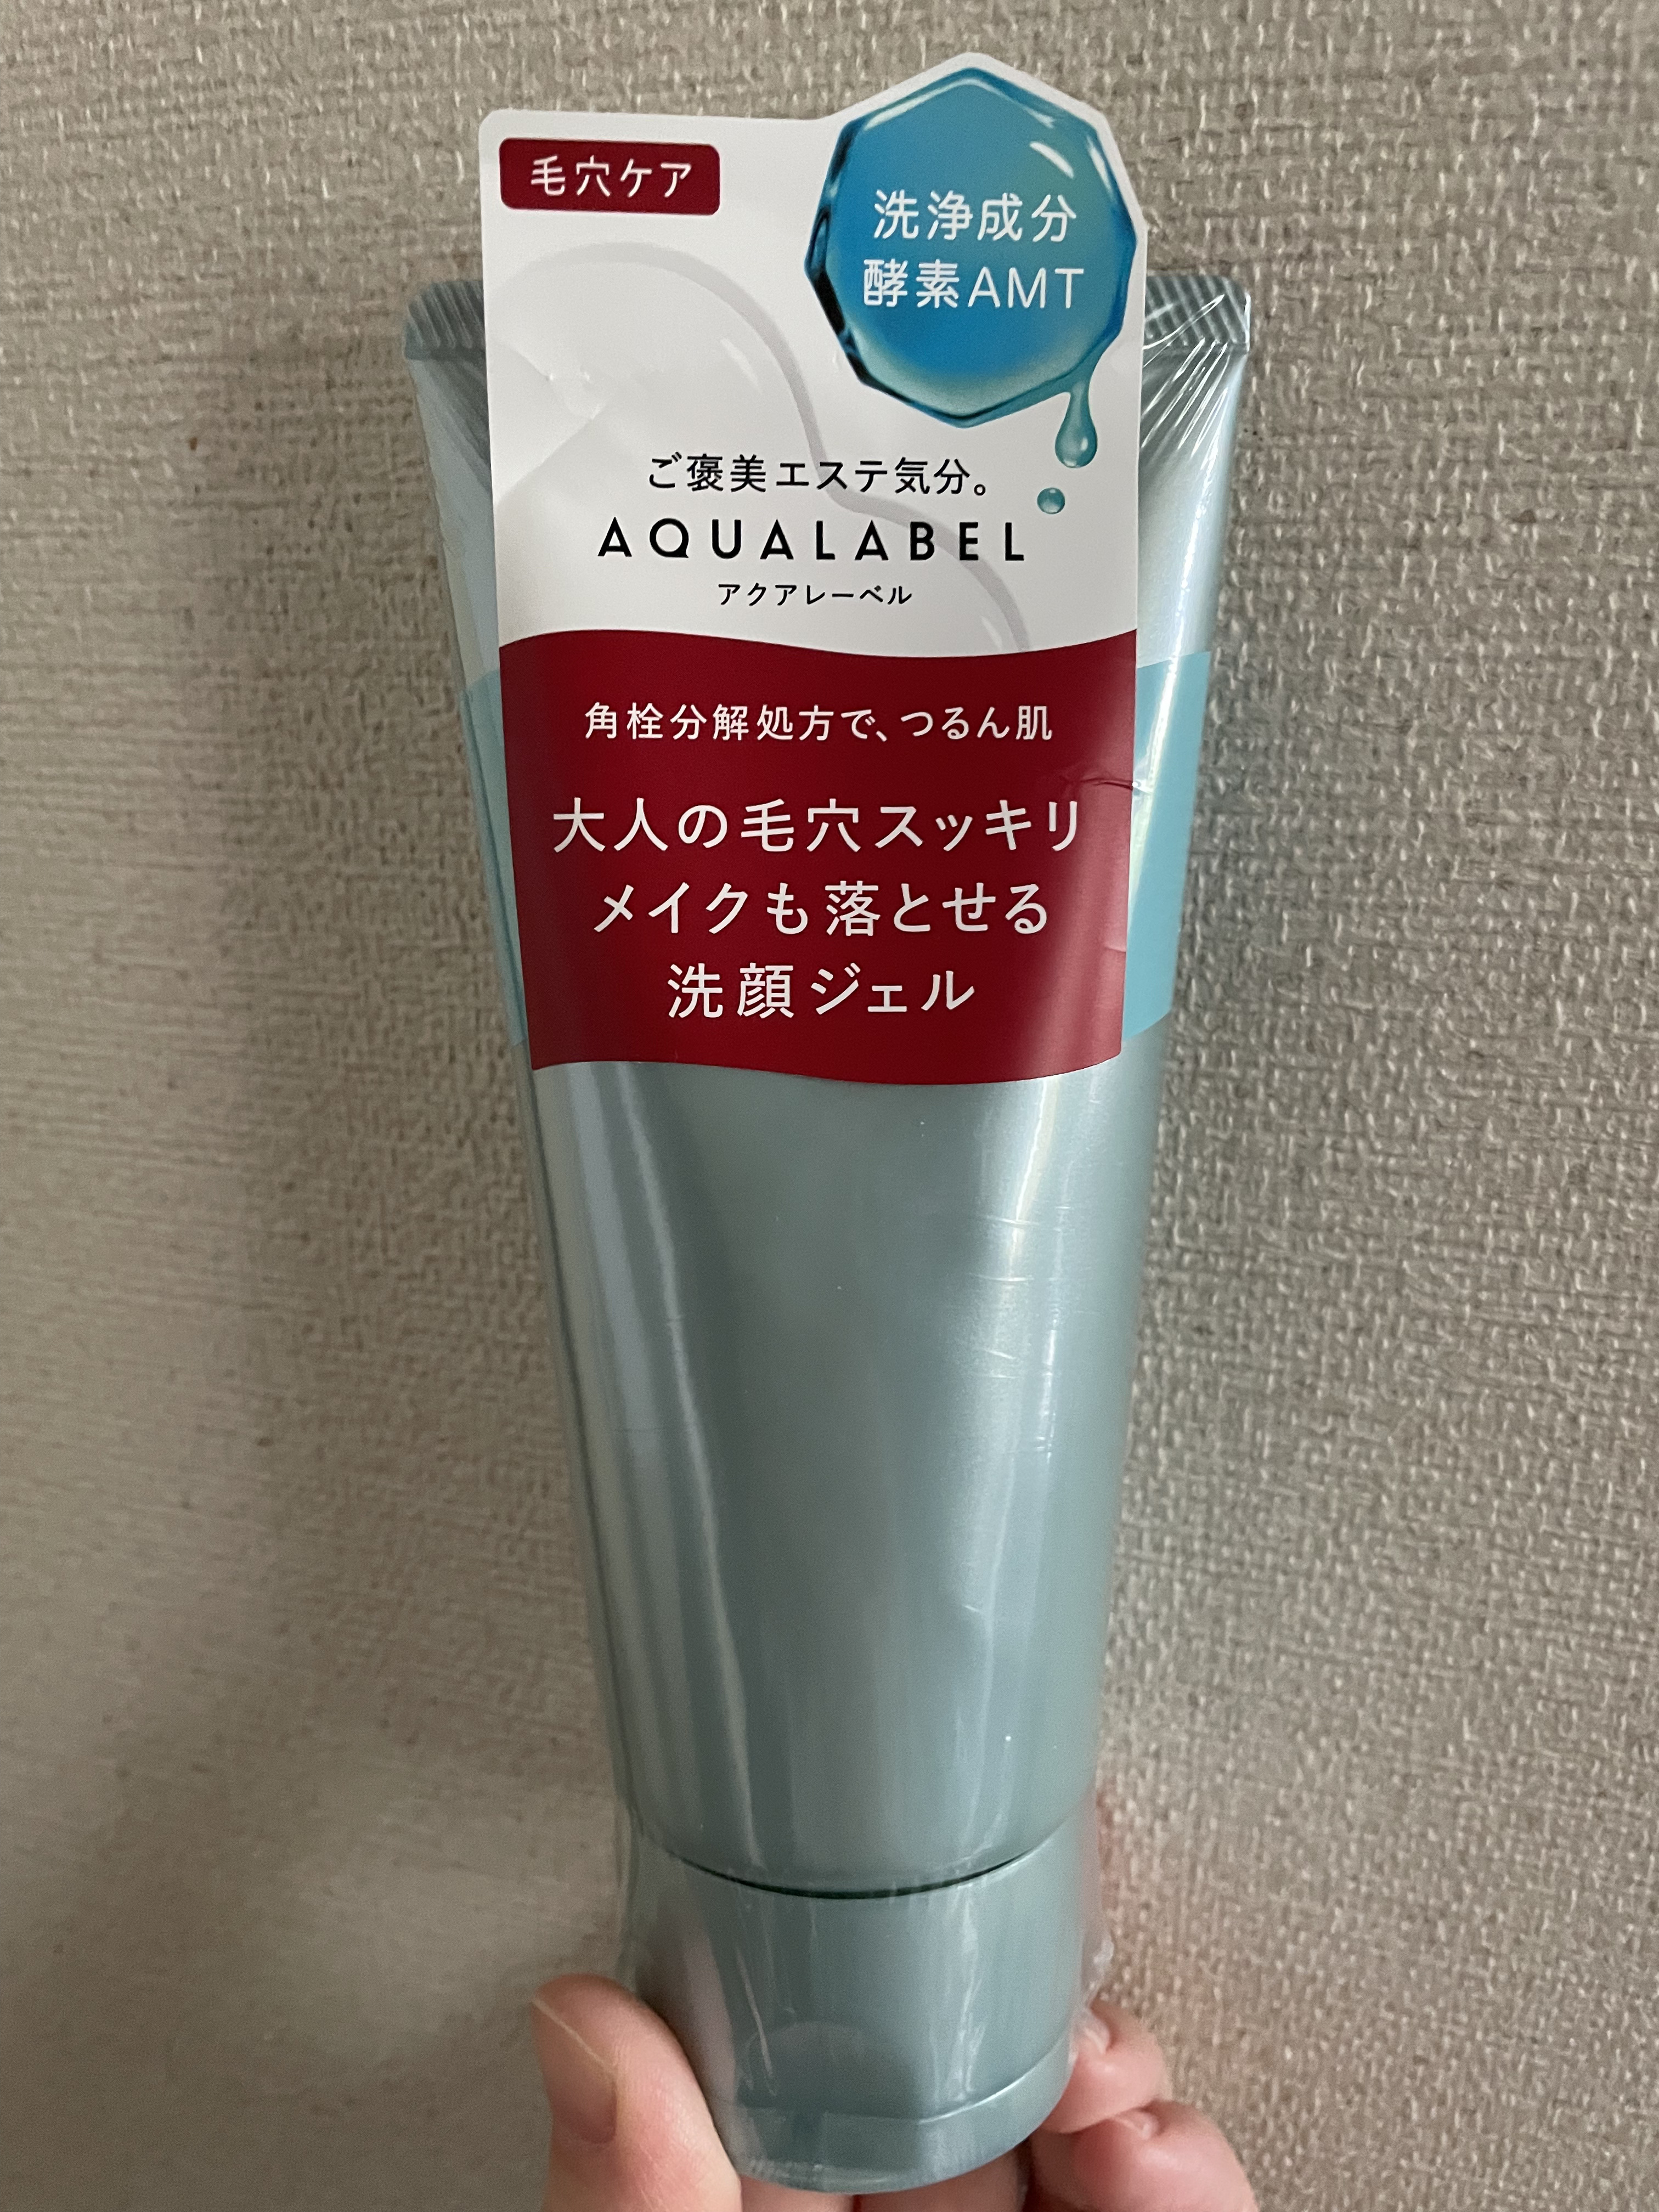 毛穴ケア
洗浄成分
酵素AMT
ご褒美エステ気分。
AQUALABEL
アクアレーベル
角栓分解処方で、つるん肌
大人の毛穴スッキリ
メイクも落とせる
洗顔ジェル